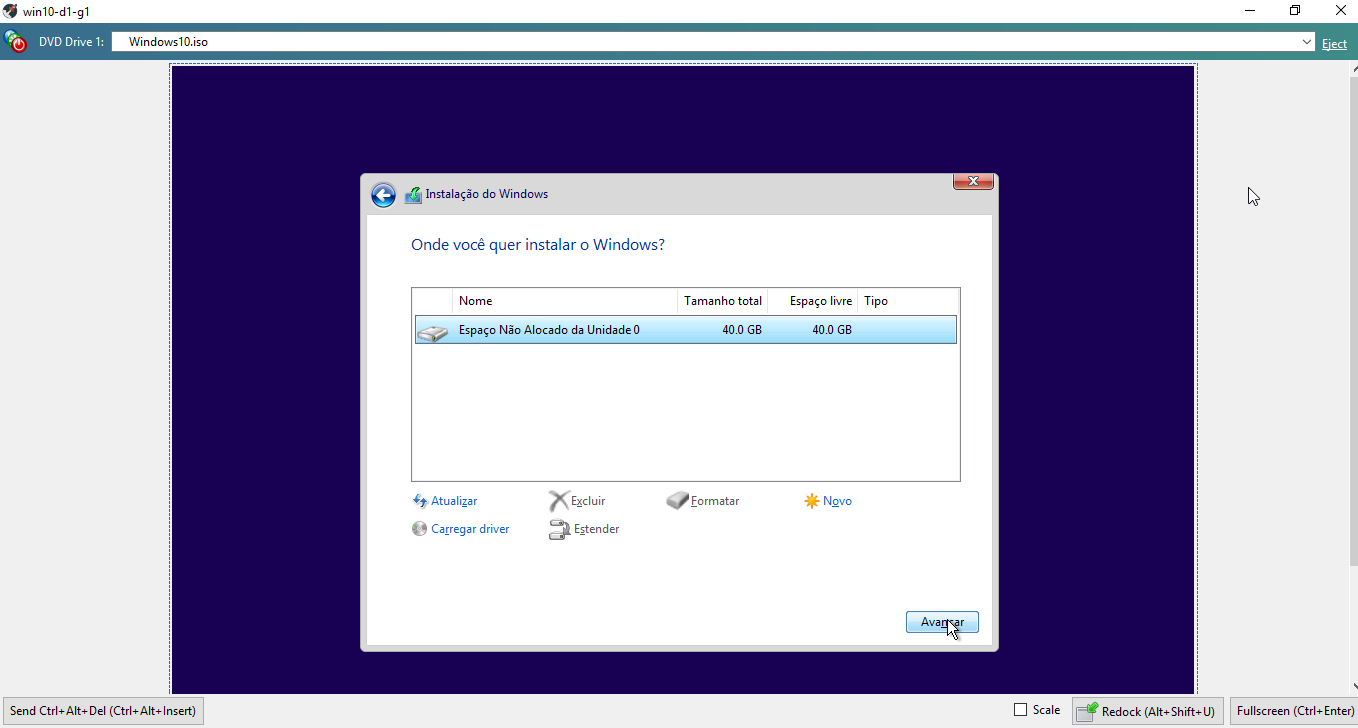 win10-d1-g1
DVD Drive 1: Windows10.iso Eject
Instalação do Windows
Onde você quer instalar o Windows?
Nome Tamanho total Espaço livre Tipo
Espaço Não Alocado da Unidade 0 40.0 GB 40.0 GB
Atualizar Excluir Formatar Novo
Carregar driver Estender
Avançar
Send Ctrl+Alt+Del (Ctrl+Alt+Insert) Scale Redock (Alt+Shift+U) Fullscreen (Ctrl+Enter)